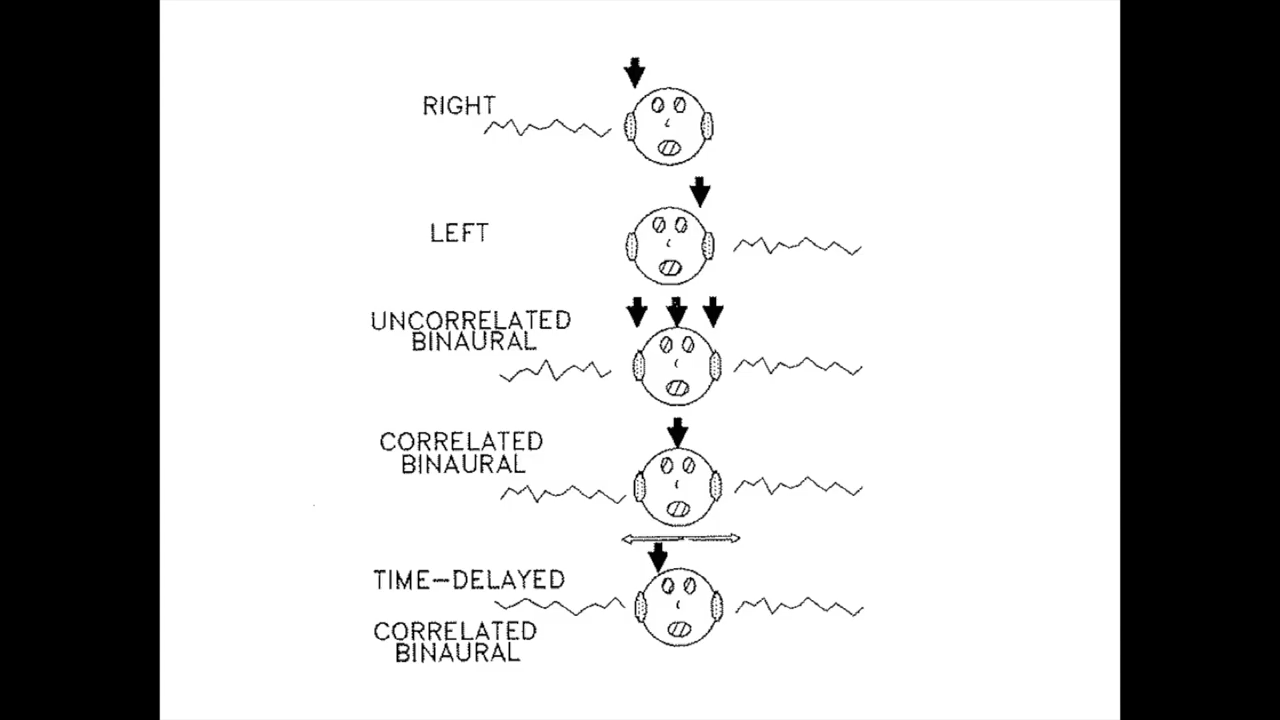 RIGHT
LEFT
UNCORRELATED
BINAURAL
CORRELATED
BINAURAL
TIME-DELAYED
CORRELATED
BINAURAL